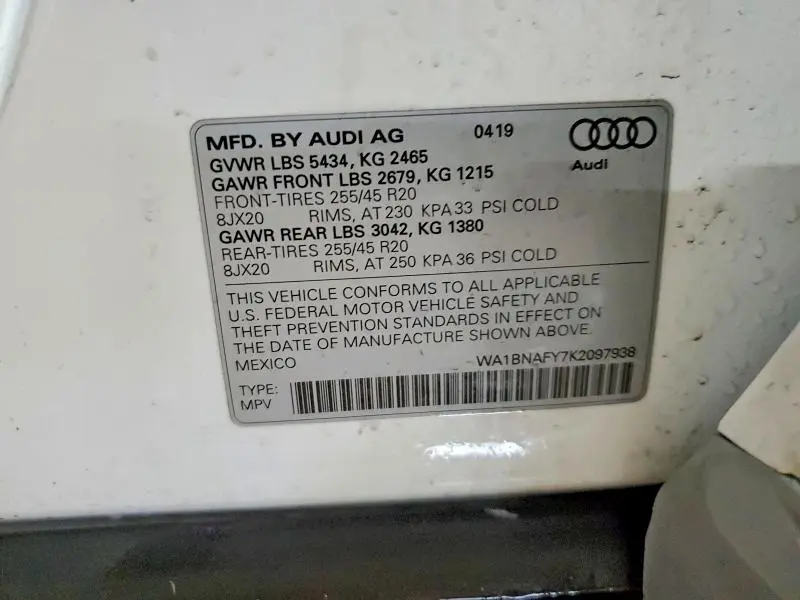 MFD. BY AUDI AG 0419
Audi
GVWR LBS 5434, KG 2465
GAWR FRONT LBS 2679, KG 1215
FRONT-TIRES 255/45 R20
8JX20 RIMS, AT 230 KPA 33 PSI COLD
GAWR REAR LBS 3042, KG 1380
REAR-TIRES 255/45 R20
8JX20 RIMS, AT 250 KPA 36 PSI COLD
THIS VEHICLE CONFORMS TO ALL APPLICABLE
U.S. FEDERAL MOTOR VEHICLE SAFETY AND
THEFT PREVENTION STANDARDS IN EFFECT ON
THE DATE OF MANUFACTURE SHOWN ABOVE.
MEXICO WA1BNAFY7K2097938
TYPE:
MPV